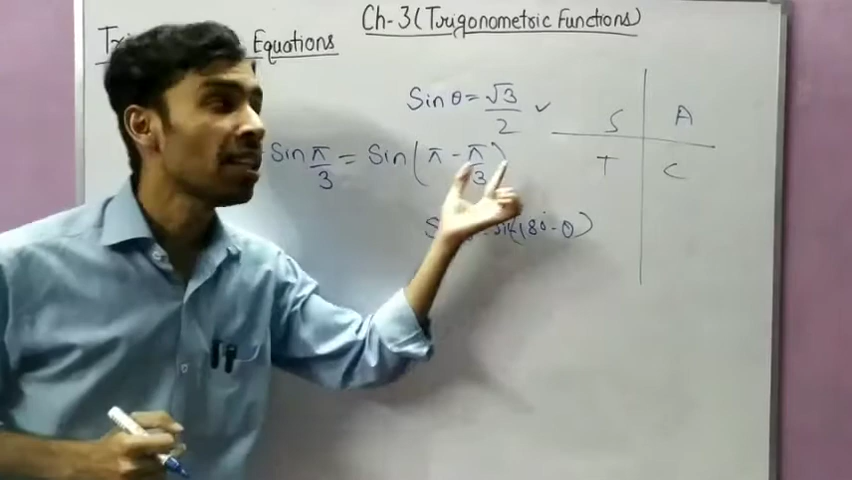 Ch-3 (Trigonometric Functions)
Equations
Sin θ = √3/2 ✓
S A
T C
Sin π/3 = Sin(π - π/3)
(180° - θ)